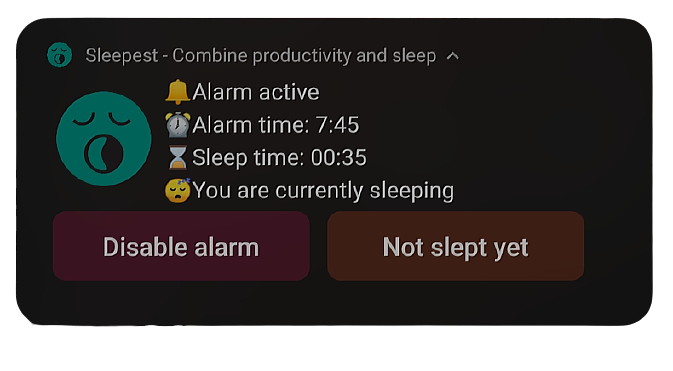 Sleepest - Combine productivity and sleep
🔔Alarm active
⏰Alarm time: 7:45
⏳Sleep time: 00:35
😴You are currently sleeping
Disable alarm
Not slept yet